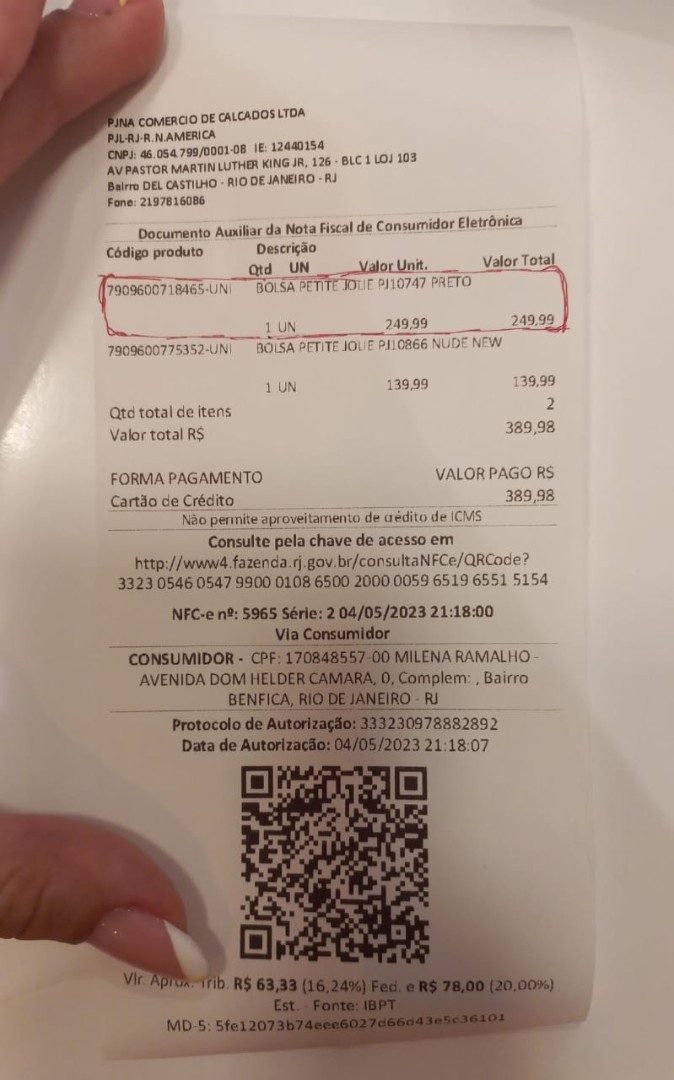 PJNA COMERCIO DE CALCADOS LTDA
PJL-RJ-R.N.AMERICA
CNPJ: 46.054.799/0001-08 IE: 12440154
AV PASTOR MARTIN LUTHER KING JR, 126 - BLC 1 LOJ 103
Bairro DEL CASTILHO - RIO DE JANEIRO - RJ
Fone: 2197816086
Documento Auxiliar da Nota Fiscal de Consumidor Eletrônica
Código produto Descrição
Qtd UN Valor Unit. Valor Total
7909600718465-UNI BOLSA PETITE JOLIE PJ10747 PRETO
1 UN 249,99 249,99
7909600775352-UNI BOLSA PETITE JOLIE PJ10866 NUDE NEW
1 UN 139,99 139,99
Qtd total de itens 2
Valor total R$ 389,98
FORMA PAGAMENTO VALOR PAGO R$
Cartão de Crédito 389,98
Não permite aproveitamento de crédito de ICMS
Consulte pela chave de acesso em
http://www4.fazenda.rj.gov.br/consultaNFCe/QRCode?
3323 0546 0547 9900 0108 6500 2000 0059 6519 6551 5154
NFC-e nº: 5965 Série: 2 04/05/2023 21:18:00
Via Consumidor
CONSUMIDOR - CPF: 170848557-00 MILENA RAMALHO -
AVENIDA DOM HELDER CAMARA, 0, Complem: , Bairro
BENFICA, RIO DE JANEIRO - RJ
Protocolo de Autorização: 333230978882892
Data de Autorização: 04/05/2023 21:18:07
Vlr. Aprox. Trib. R$ 63,33 (16,24%) Fed. e R$ 78,00 (20,00%)
Est. - Fonte: IBPT
MD-5: 5fe12073b74eee6027d66d43e5c36101